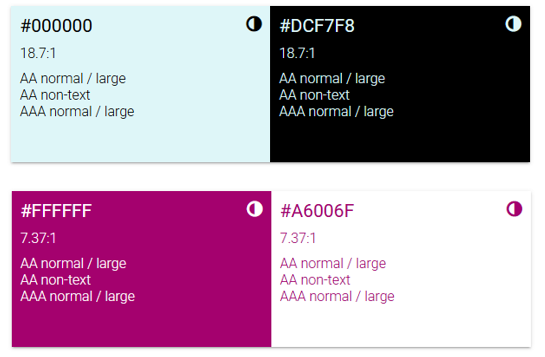 #000000
18.7:1
AA normal / large
AA non-text
AAA normal / large
#DCF7F8
18.7:1
AA normal / large
AA non-text
AAA normal / large
#FFFFFF
7.37:1
AA normal / large
AA non-text
AAA normal / large
#A6006F
7.37:1
AA normal / large
AA non-text
AAA normal / large